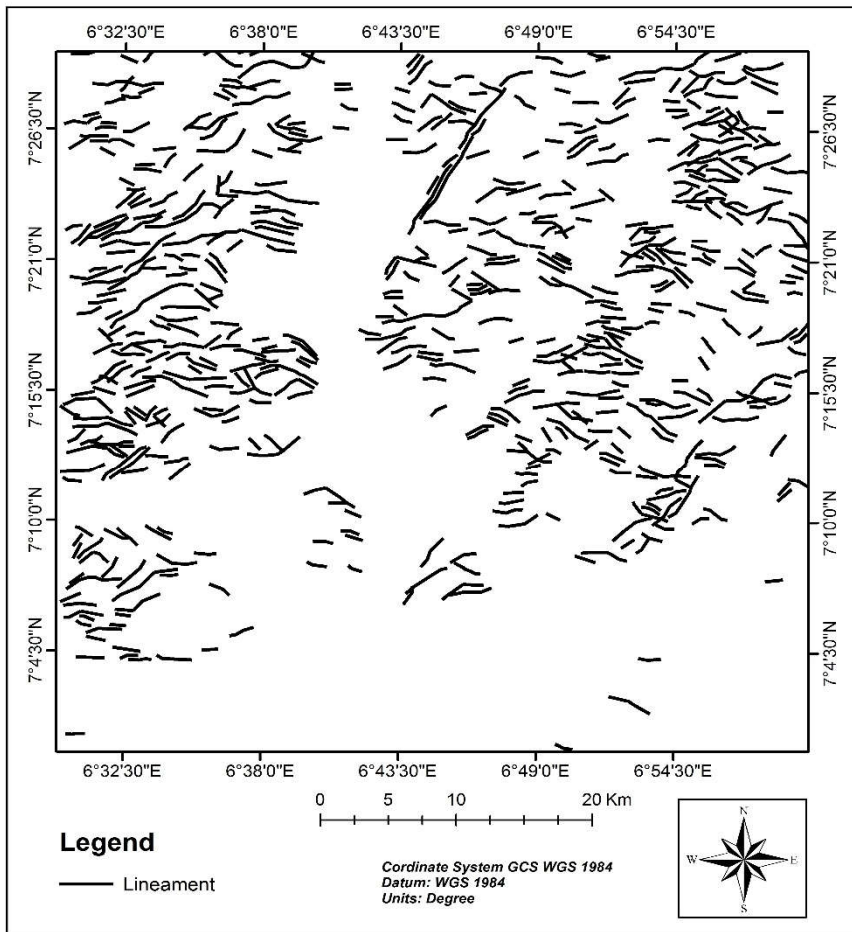 6°32'30"E 6°38'0"E 6°43'30"E 6°49'0"E 6°54'30"E
7°26'30"N 7°26'30"N
7°21'0"N 7°21'0"N
7°15'30"N 7°15'30"N
7°10'0"N 7°10'0"N
7°4'30"N 7°4'30"N
6°32'30"E 6°38'0"E 6°43'30"E 6°49'0"E 6°54'30"E
0 5 10 20 Km
Legend
Lineament
Cordinate System GCS WGS 1984
Datum: WGS 1984
Units: Degree
N
W E
S